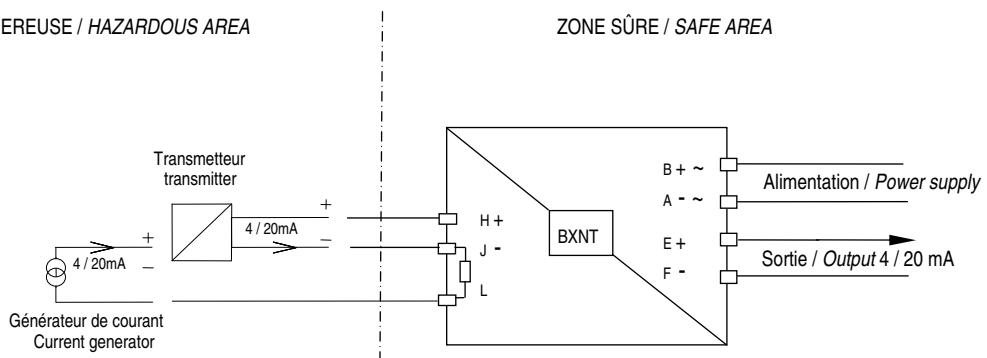 EREUSE / HAZARDOUS AREA
ZONE SÛRE / SAFE AREA
Transmetteur
transmitter
+
4 / 20mA
−
+
4 / 20mA
−
Générateur de courant
Current generator
H +
J -
L
BXNT
B + ~
A - ~
E +
F -
Alimentation / Power supply
Sortie / Output 4 / 20 mA